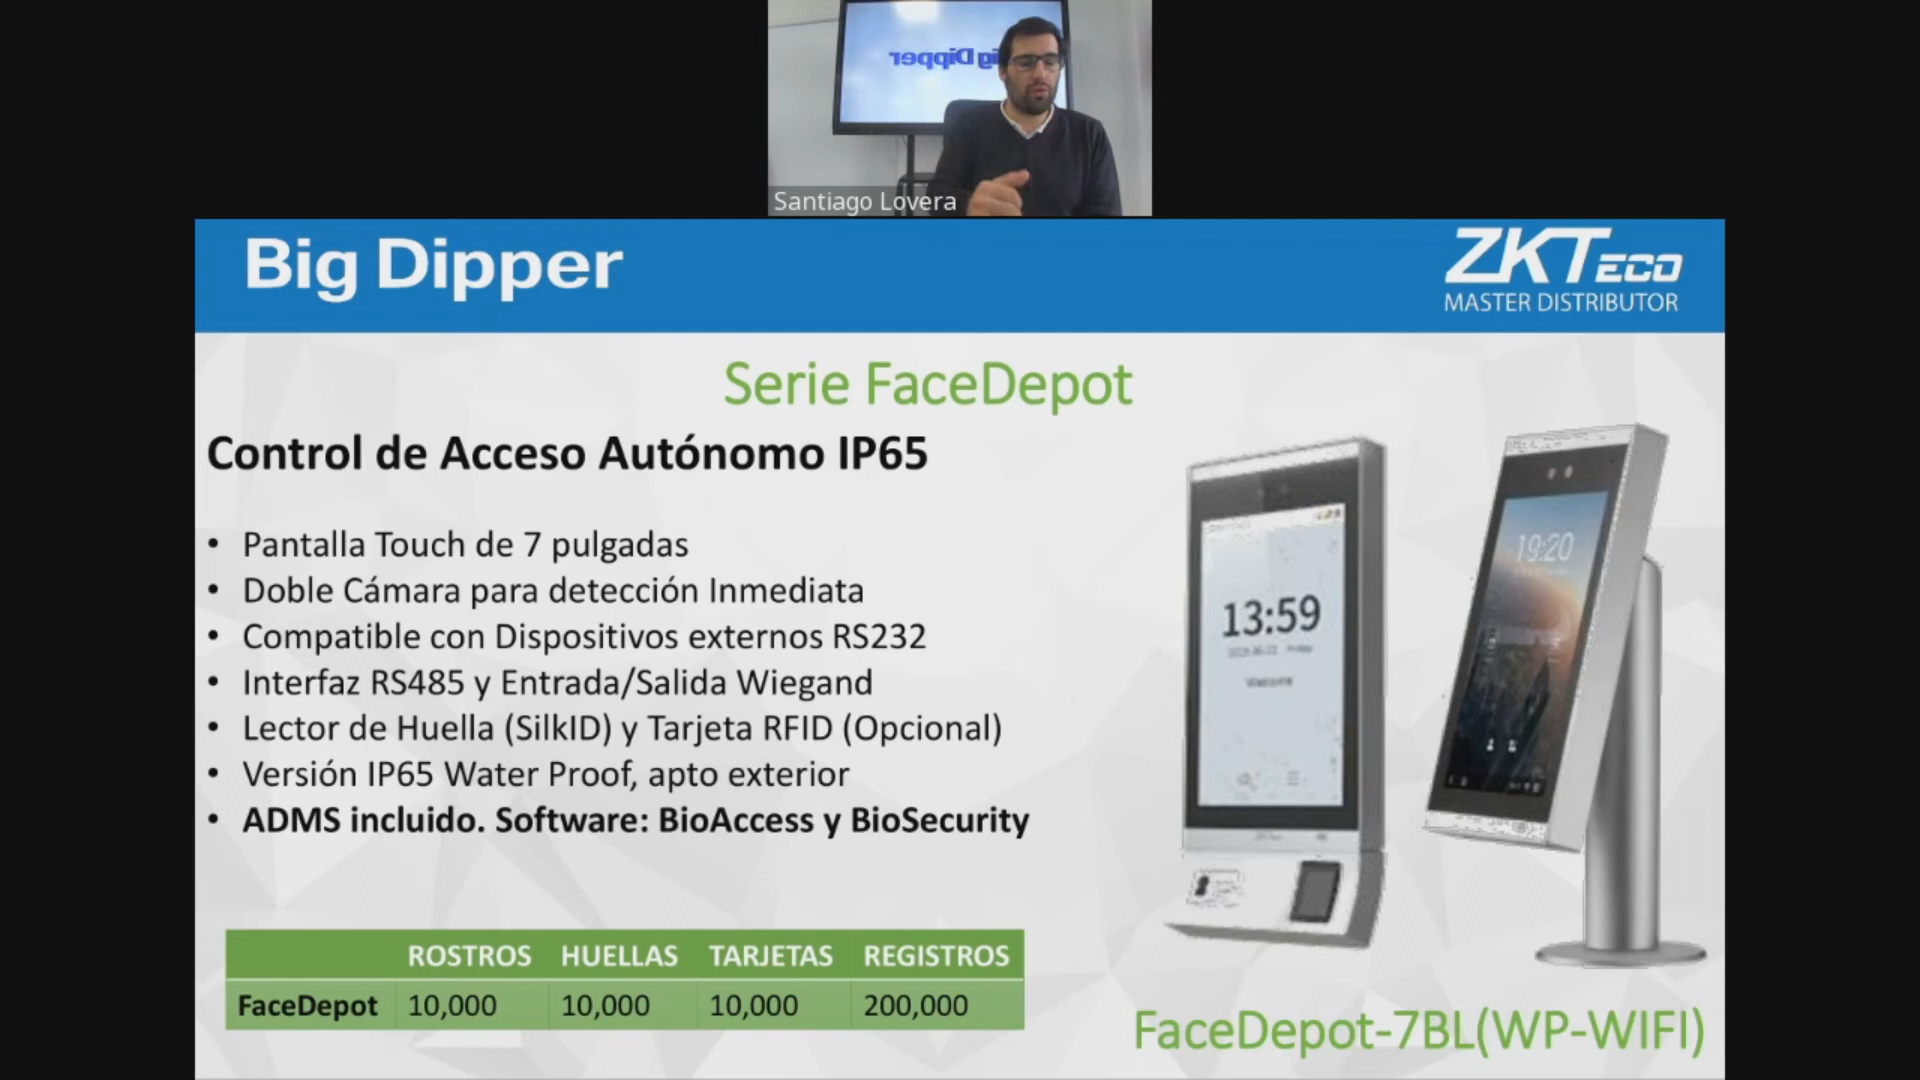 Big Dipper
Santiago Lovera
Big Dipper
ZKTECO
MASTER DISTRIBUTOR
Serie FaceDepot
Control de Acceso Autónomo IP65
• Pantalla Touch de 7 pulgadas
• Doble Cámara para detección Inmediata
• Compatible con Dispositivos externos RS232
• Interfaz RS485 y Entrada/Salida Wiegand
• Lector de Huella (SilkID) y Tarjeta RFID (Opcional)
• Versión IP65 Water Proof, apto exterior
• ADMS incluido. Software: BioAccess y BioSecurity
13:59
Welcome
19:20
ROSTROS HUELLAS TARJETAS REGISTROS
FaceDepot 10,000 10,000 10,000 200,000
FaceDepot-7BL(WP-WIFI)